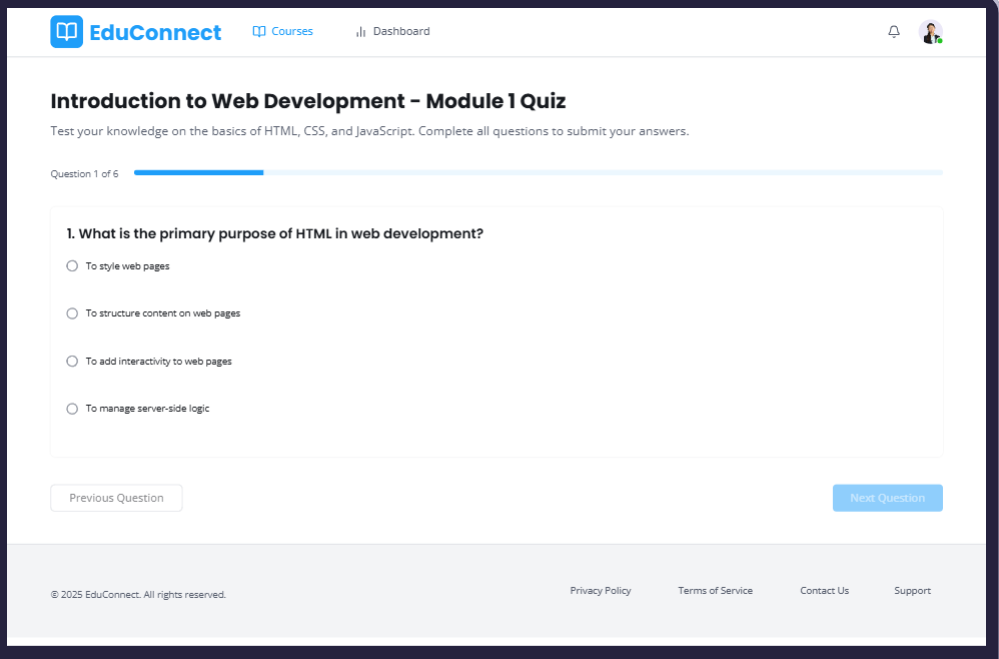 EduConnect
Courses
Dashboard
Introduction to Web Development - Module 1 Quiz
Test your knowledge on the basics of HTML, CSS, and JavaScript. Complete all questions to submit your answers.
Question 1 of 6
1. What is the primary purpose of HTML in web development?
To style web pages
To structure content on web pages
To add interactivity to web pages
To manage server-side logic
Previous Question
Next Question
© 2025 EduConnect. All rights reserved.
Privacy Policy
Terms of Service
Contact Us
Support